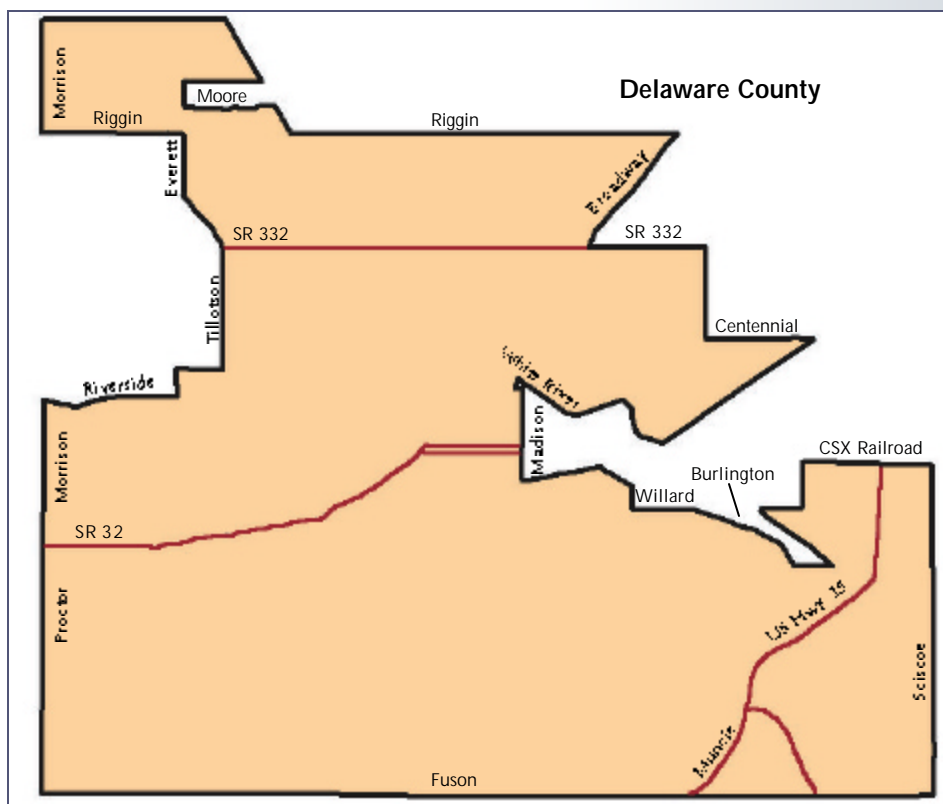 Delaware County
Morrison
Moore
Riggin
Riggin
Everett
Broadway
SR 332
SR 332
Tillotson
Centennial
Riverside
White River
Morrison
Madison
CSX Railroad
Burlington
Willard
SR 32
Proctor
US Hwy 35
Sciscoe
Muncie
Fuson